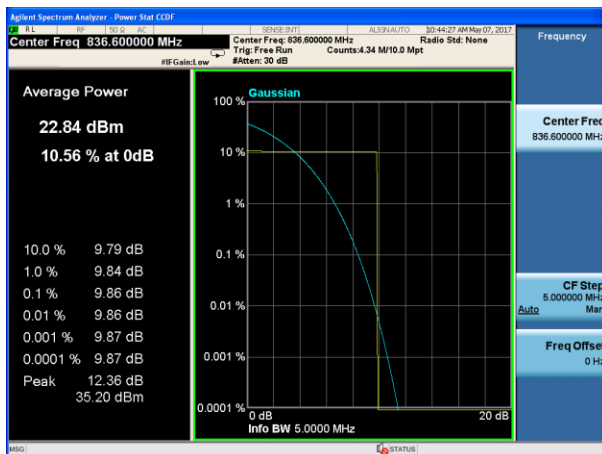 Agilent Spectrum Analyzer - Power Stat CCDF
RL RF 50 Ω AC SENSE:INT ALIGN AUTO 10:44:27 AM May 07, 2017
Center Freq 836.600000 MHz
Center Freq: 836.600000 MHz Radio Std: None
Trig: Free Run Counts:4.34 M/10.0 Mpt
#IFGain:Low #Atten: 30 dB
Frequency
Average Power
22.84 dBm
10.56 % at 0dB
10.0 % 9.79 dB
1.0 % 9.84 dB
0.1 % 9.86 dB
0.01 % 9.86 dB
0.001 % 9.87 dB
0.0001 % 9.87 dB
Peak 12.36 dB
35.20 dBm
Gaussian
100 %
10 %
1 %
0.1 %
0.01 %
0.001 %
0.0001 %
0 dB 20 dB
Info BW 5.0000 MHz
Center Freq
836.600000 MHz
CF Step
5.000000 MHz
Auto Man
Freq Offset
0 Hz
MSG STATUS